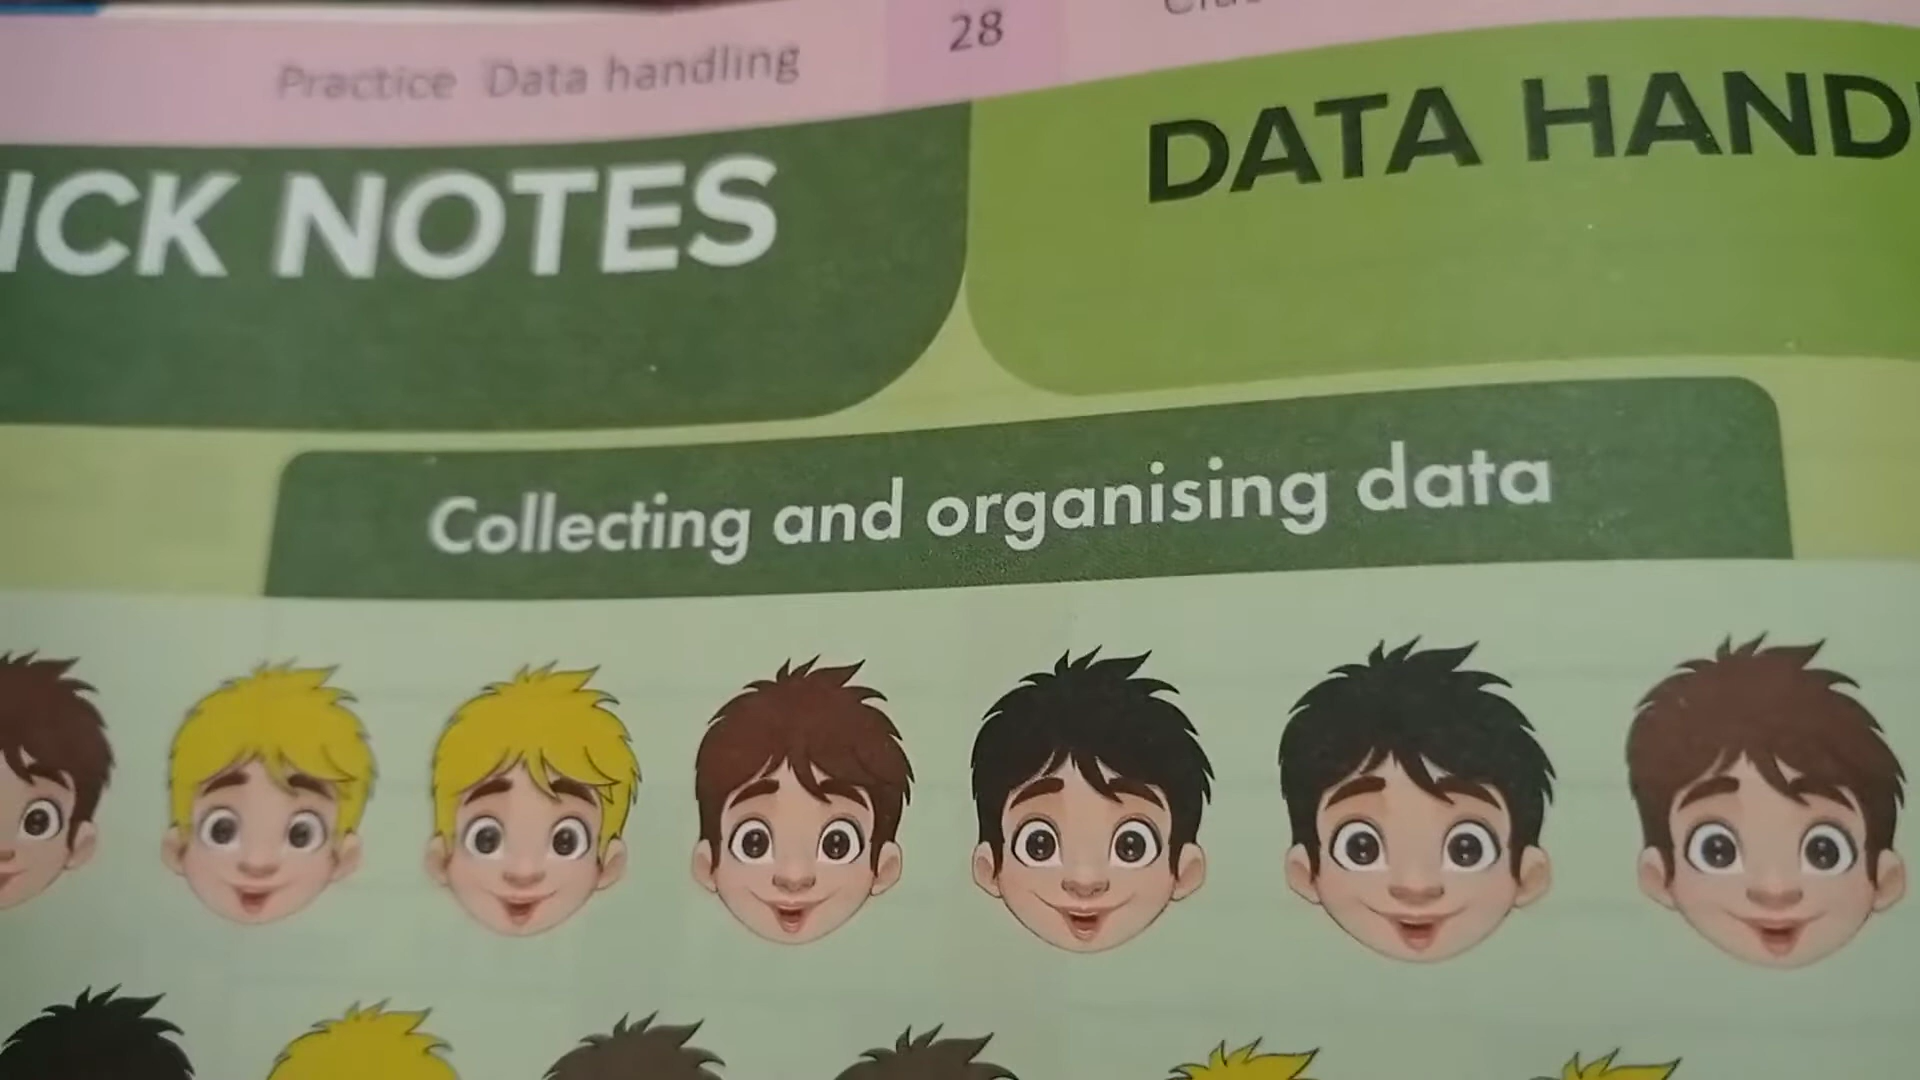 Practice Data handling
28
ICK NOTES
DATA HAND
Collecting and organising data